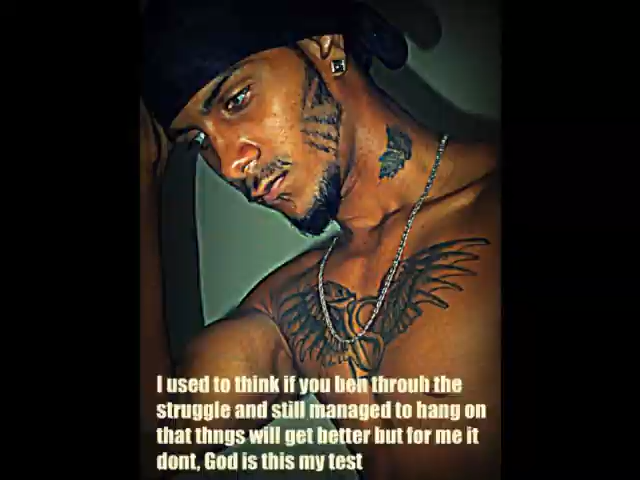 I used to think if you ben throuh the
struggle and still managed to hang on
that thngs will get better but for me it
dont, God is this my test